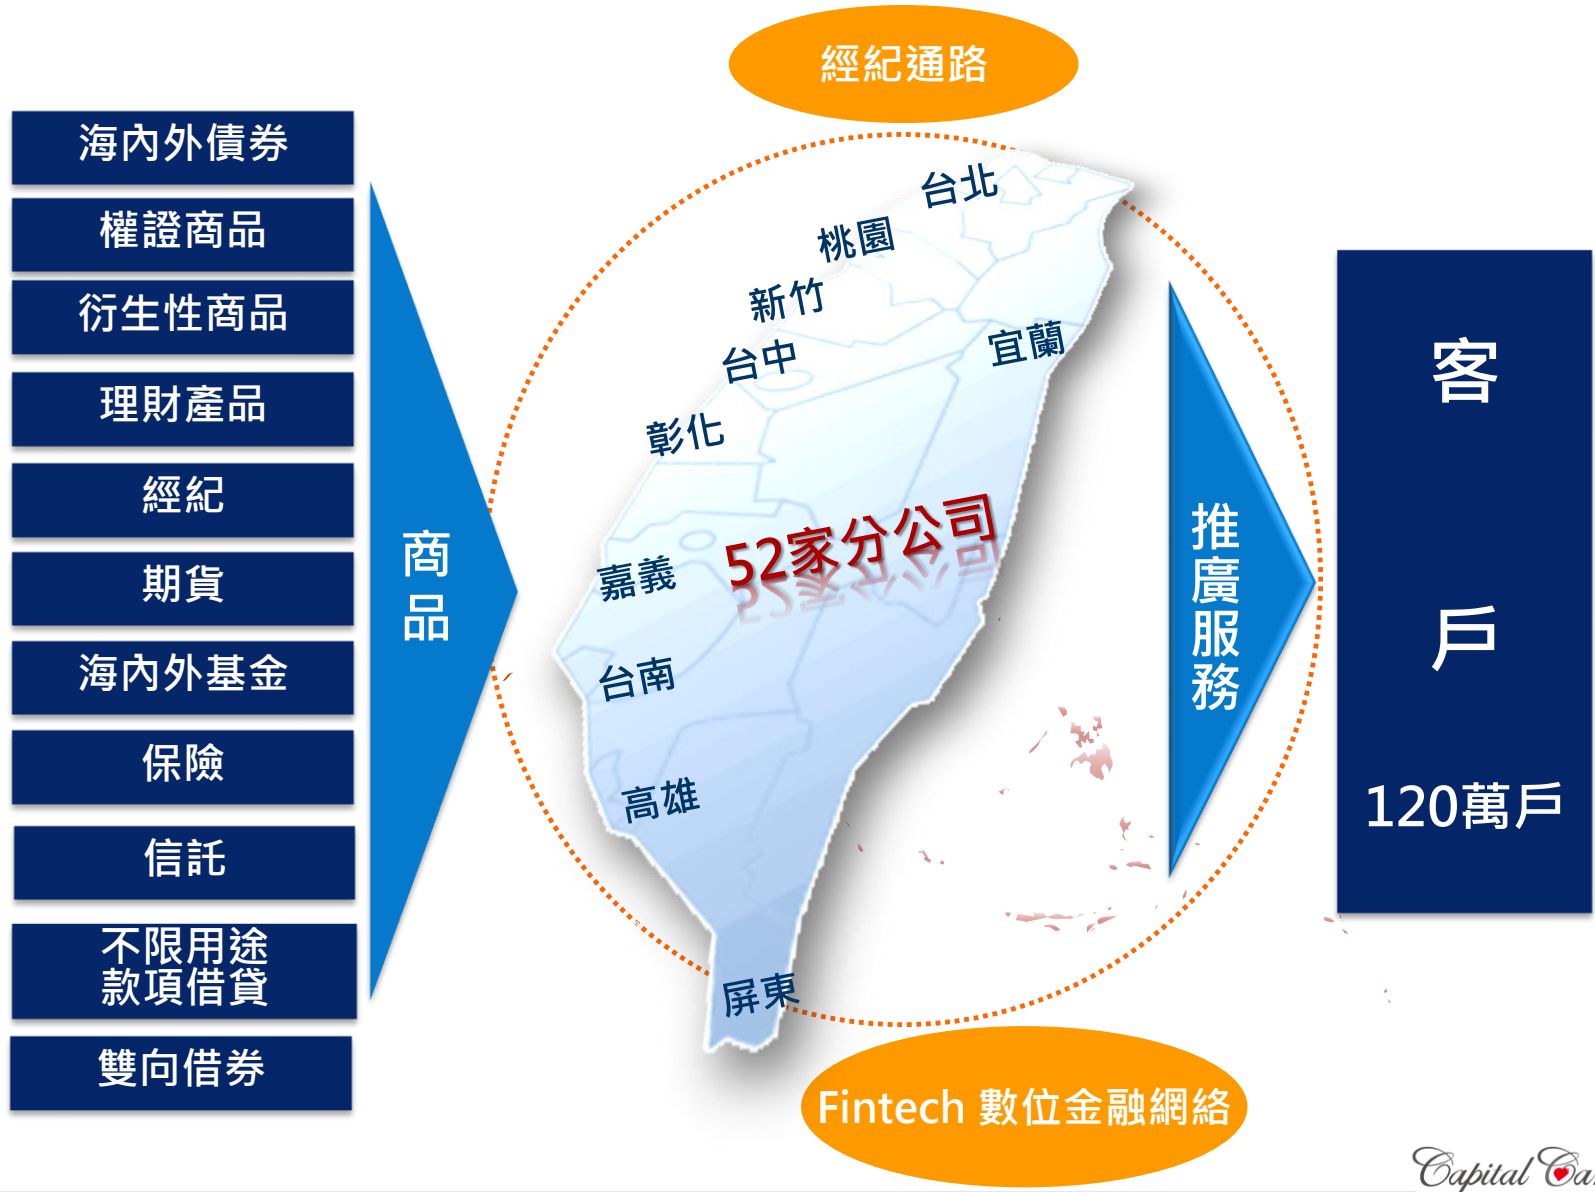 經紀通路
海內外債券
權證商品
衍生性商品
理財產品
經紀
期貨
海內外基金
保險
信託
不限用途
款項借貸
雙向借券
商品
台北
桃園
新竹
宜蘭
台中
彰化
52家分公司
嘉義
台南
高雄
屏東
推廣服務
客
戶
120萬戶
Fintech 數位金融網絡
Capital Ca